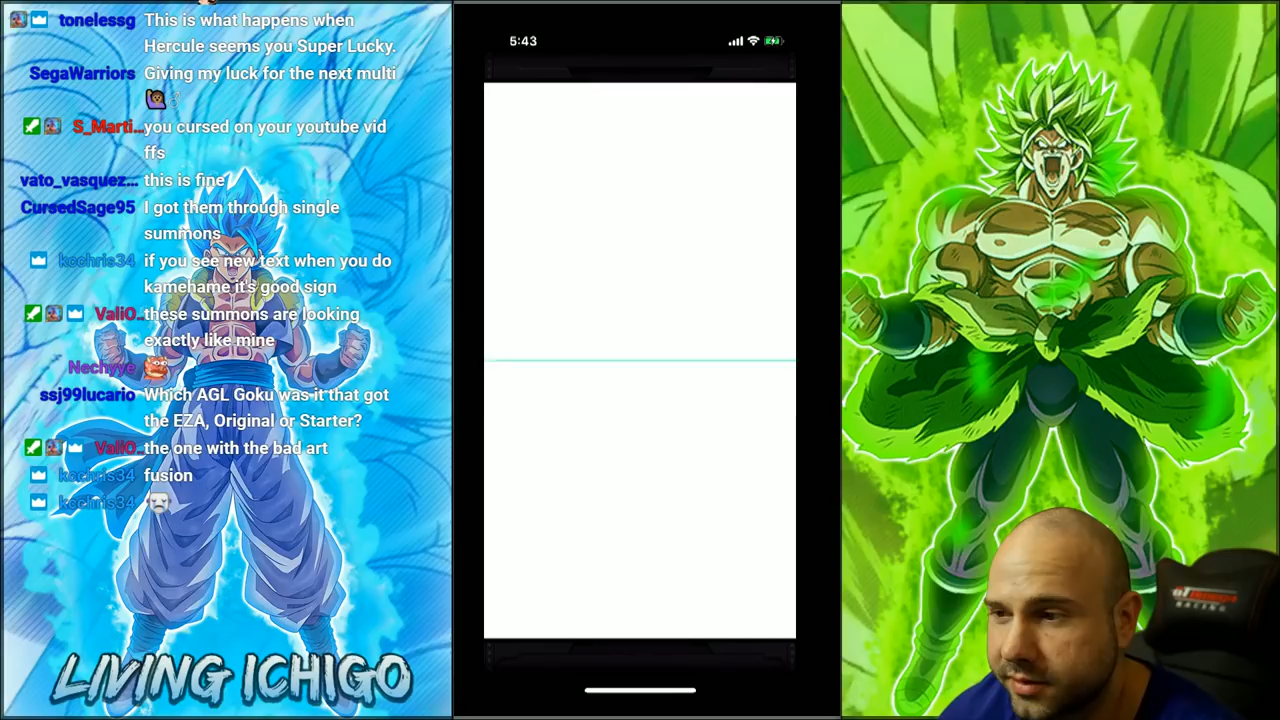 tonelessg This is what happens when
Hercule seems you Super Lucky.
SegaWarriors Giving my luck for the next multi
S_Marti... you cursed on your youtube vid
ffs
vato_vasquez... this is fine
CursedSage95 I got them through single
summons
kcchris34 if you see new text when you do
kamehame it's good sign
ValiO... these summons are looking
exactly like mine
Nechyye
ssj99lucario Which AGL Goku was it that got
the EZA, Original or Starter?
ValiO... the one with the bad art
kcchris34 fusion
kcchris34
LIVING ICHIGO
5:43
RACING